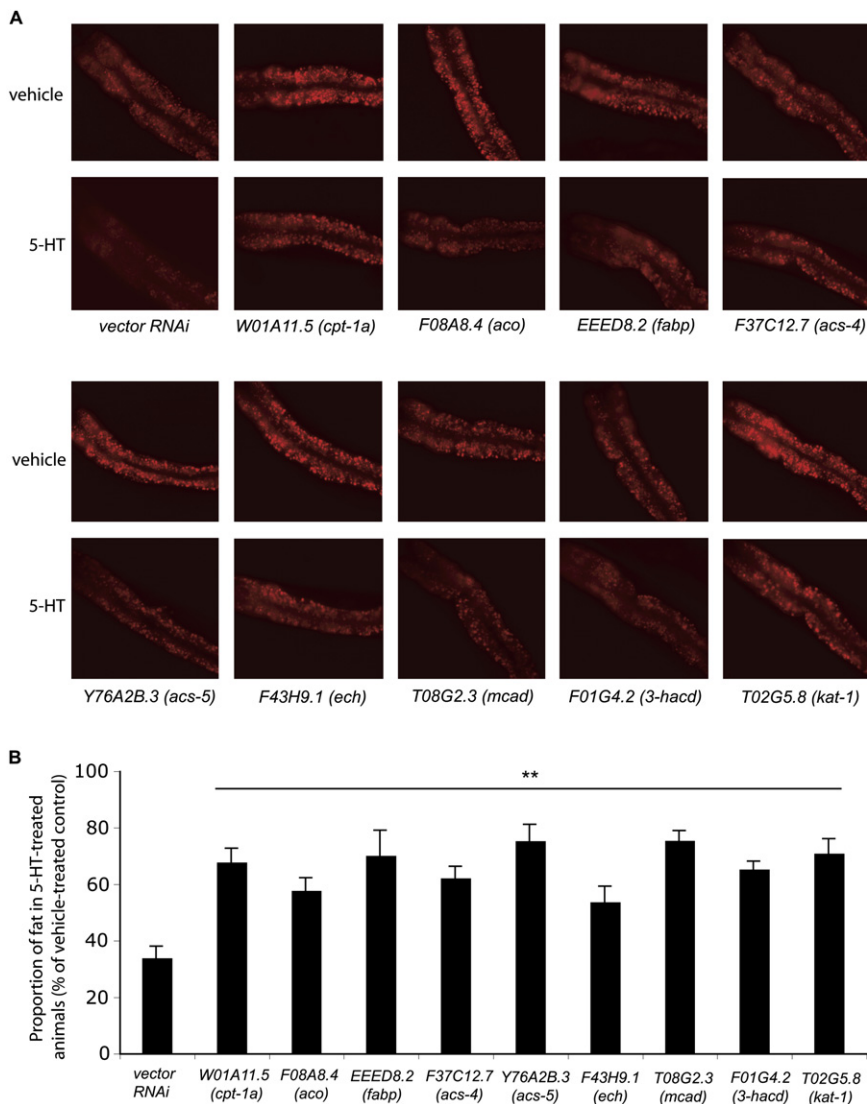 A
vehicle
5-HT
vector RNAi W01A11.5 (cpt-1a) F08A8.4 (aco) EEED8.2 (fabp) F37C12.7 (acs-4)
vehicle
5-HT
Y76A2B.3 (acs-5) F43H9.1 (ech) T08G2.3 (mcad) F01G4.2 (3-hacd) T02G5.8 (kat-1)
B
Proportion of fat in 5-HT-treated
animals (% of vehicle-treated control)
100
80
60
40
20
0
**
vector W01A11.5 F08A8.4 EEED8.2 F37C12.7 Y76A2B.3 F43H9.1 T08G2.3 F01G4.2 T02G5.8
RNAi (cpt-1a) (aco) (fabp) (acs-4) (acs-5) (ech) (mcad) (3-hacd) (kat-1)